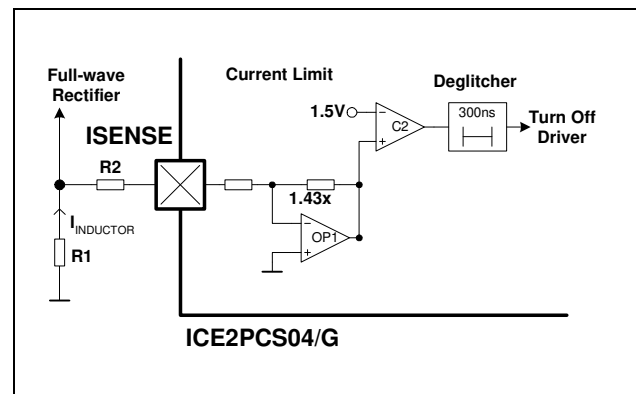 Full-wave
Rectifier
Current Limit
Deglitcher
ISENSE
1.5V
C2
300ns
Turn Off
Driver
R2
1.43x
I_INDUCTOR
OP1
R1
ICE2PCS04/G